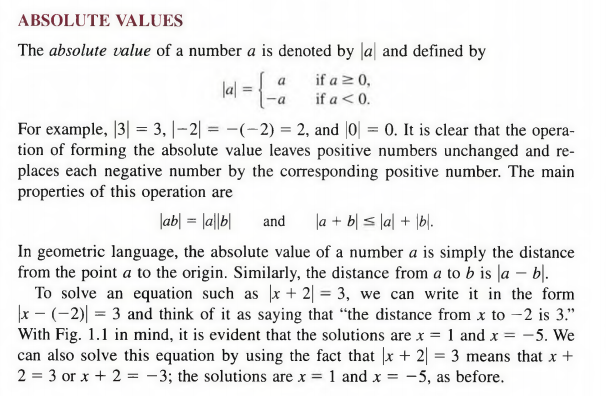 ABSOLUTE VALUES
The absolute value of a number a is denoted by |a| and defined by
|a| = { a if a ≥ 0,
−a if a < 0.
For example, |3| = 3, |−2| = −(−2) = 2, and |0| = 0. It is clear that the opera-
tion of forming the absolute value leaves positive numbers unchanged and re-
places each negative number by the corresponding positive number. The main
properties of this operation are
|ab| = |a||b| and |a + b| ≤ |a| + |b|.
In geometric language, the absolute value of a number a is simply the distance
from the point a to the origin. Similarly, the distance from a to b is |a − b|.
To solve an equation such as |x + 2| = 3, we can write it in the form
|x − (−2)| = 3 and think of it as saying that “the distance from x to −2 is 3.”
With Fig. 1.1 in mind, it is evident that the solutions are x = 1 and x = −5. We
can also solve this equation by using the fact that |x + 2| = 3 means that x +
2 = 3 or x + 2 = −3; the solutions are x = 1 and x = −5, as before.